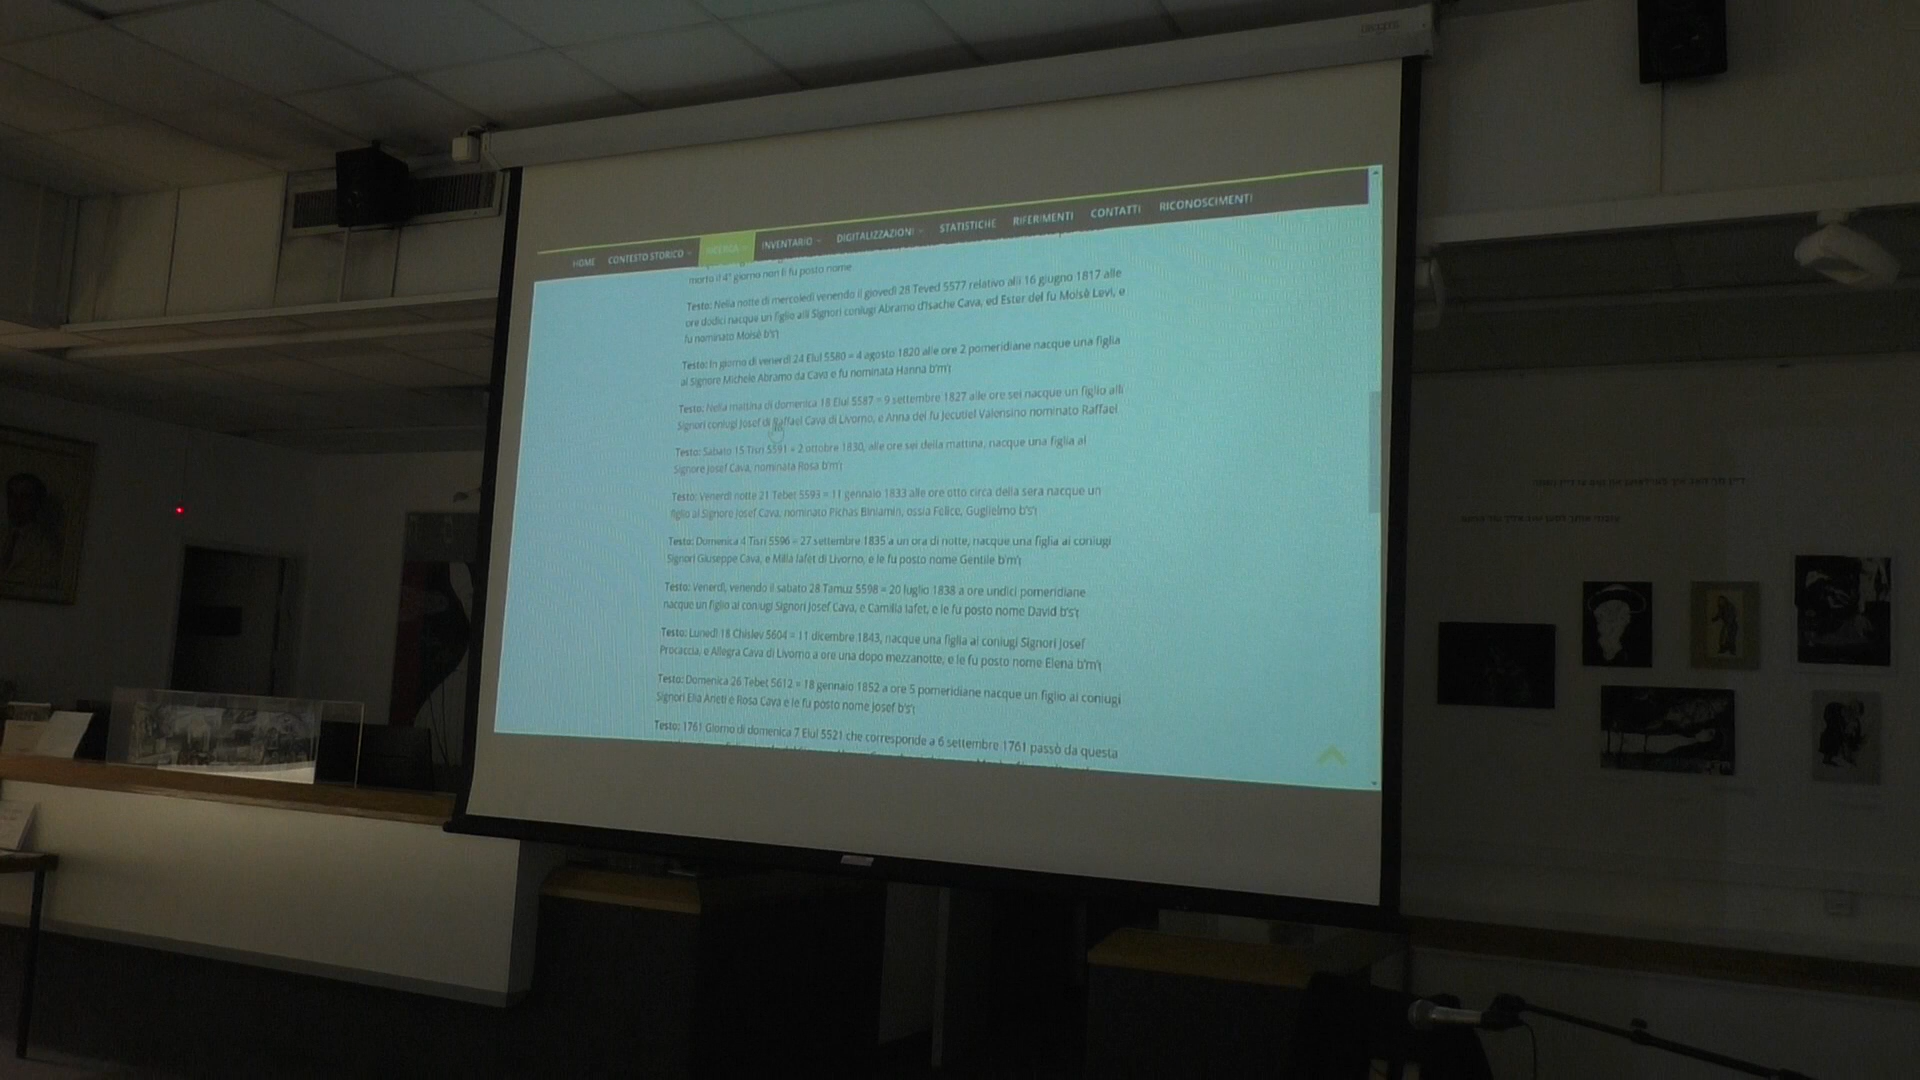 HOME CONTESTO STORICO RICERCA INVENTARIO DIGITALIZZAZIONI STATISTICHE RIFERIMENTI CONTATTI RICONOSCIMENTI
morto il 4° giorno non li fu posto nome
Testo: Nella notte di mercoledì venendo il giovedì 28 Teved 5577 relativo alli 16 giugno 1817 alle
ore dodici nacque un figlio alli Signori coniugi Abramo d'Isache Cava, ed Ester del fu Moisè Levi, e
fu nominato Moisè b's't
Testo: In giorno di venerdì 24 Elul 5580 = 4 agosto 1820 alle ore 2 pomeridiane nacque una figlia
al Signore Michele Abramo da Cava e fu nominata Hanna b'm't
Testo: Nella mattina di domenica 18 Elul 5587 = 9 settembre 1827 alle ore sei nacque un figlio alli
Signori coniugi Josef di Raffael Cava di Livorno, e Anna del fu Jecutiel Valensino nominato Raffael
Testo: Sabato 15 Tisri 5591 = 2 ottobre 1830, alle ore sei della mattina, nacque una figlia al
Signore Josef Cava, nominata Rosa b'm't
Testo: Venerdì notte 21 Tebet 5593 = 11 gennaio 1833 alle ore otto circa della sera nacque un
figlio al Signore Josef Cava, nominato Pichas Biniamin, ossia Felice, Guglielmo b's't
Testo: Domenica 4 Tisri 5596 = 27 settembre 1835 a un ora di notte, nacque una figlia ai coniugi
Signori Giuseppe Cava, e Milla Iafet di Livorno, e le fu posto nome Gentile b'm't
Testo: Venerdì, venendo il sabato 28 Tamuz 5598 = 20 luglio 1838 a ore undici pomeridiane
nacque un figlio ai coniugi Signori Josef Cava, e Camilla Iafet, e le fu posto nome David b's't
Testo: Lunedì 18 Chislev 5604 = 11 dicembre 1843, nacque una figlia ai coniugi Signori Josef
Procaccia, e Allegra Cava di Livorno a ore una dopo mezzanotte, e le fu posto nome Elena b'm't
Testo: Domenica 26 Tebet 5612 = 18 gennaio 1852 a ore 5 pomeridiane nacque un figlio ai coniugi
Signori Elia Arieti e Rosa Cava e le fu posto nome Josef b's't
Testo: 1761 Giorno di domenica 7 Elul 5521 che corresponde a 6 settembre 1761 passò da questa